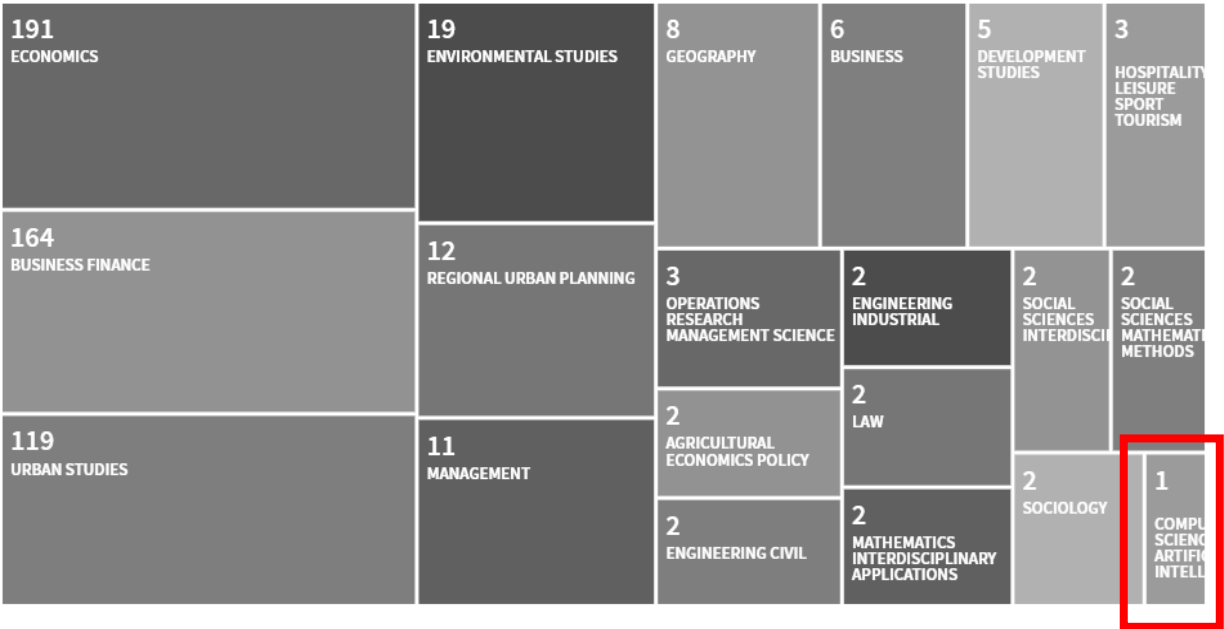 191
ECONOMICS
164
BUSINESS FINANCE
119
URBAN STUDIES
19
ENVIRONMENTAL STUDIES
12
REGIONAL URBAN PLANNING
11
MANAGEMENT
8
GEOGRAPHY
6
BUSINESS
5
DEVELOPMENT
STUDIES
3
HOSPITALITY
LEISURE
SPORT
TOURISM
3
OPERATIONS
RESEARCH
MANAGEMENT SCIENCE
2
AGRICULTURAL
ECONOMICS POLICY
2
ENGINEERING CIVIL
2
ENGINEERING
INDUSTRIAL
2
LAW
2
MATHEMATICS
INTERDISCIPLINARY
APPLICATIONS
2
SOCIAL
SCIENCES
INTERDISCI
2
SOCIAL
SCIENCES
MATHEMATI
METHODS
2
SOCIOLOGY
1
COMPU
SCIENC
ARTIFIC
INTELL